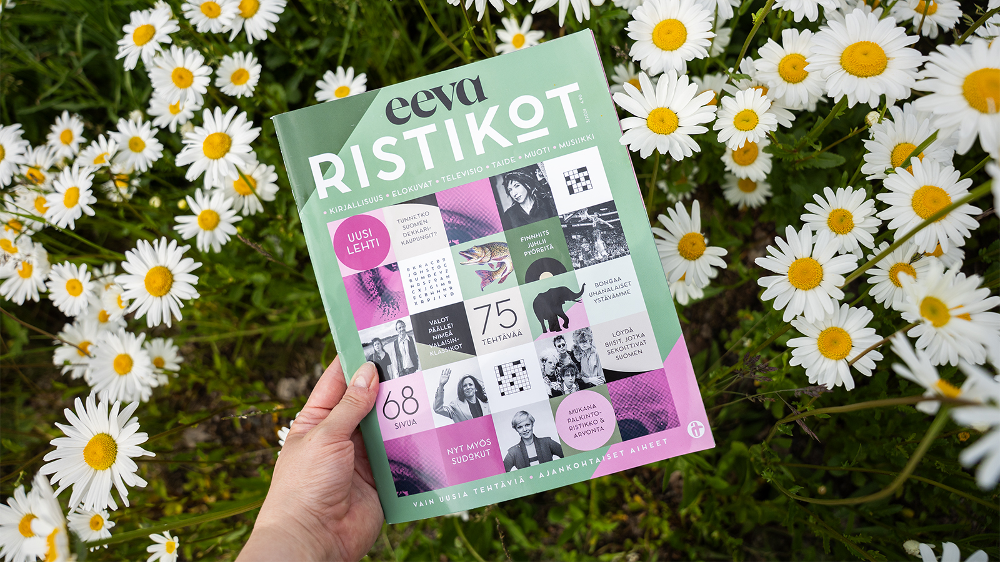 eeva
RISTIKOT
• KIRJALLISUUS • ELOKUVAT • TELEVISIO • TAIDE • MUOTI • MUSIIKKI
UUSI
LEHTI
TUNNETKO
SUOMEN
DEKKARI-
KAUPUNGIT?
FINNHITS
JUHLII
PYÖREITÄ
BONGAA
UHANALAISET
YSTÄVÄMME
VALOT
PÄÄLLE!
NIMEÄ
VALAISIN-
KLASSIKOT
75
TEHTÄVÄÄ
LÖYDÄ
BIISIT, JOTKA
SEKOITTIVAT
SUOMEN
68
SIVUA
MUKANA
PALKINTO-
RISTIKKO &
ARVONTA
NYT MYÖS
SUDOKUT
VAIN UUSIA TEHTÄVIÄ • AJANKOHTAISET AIHEET